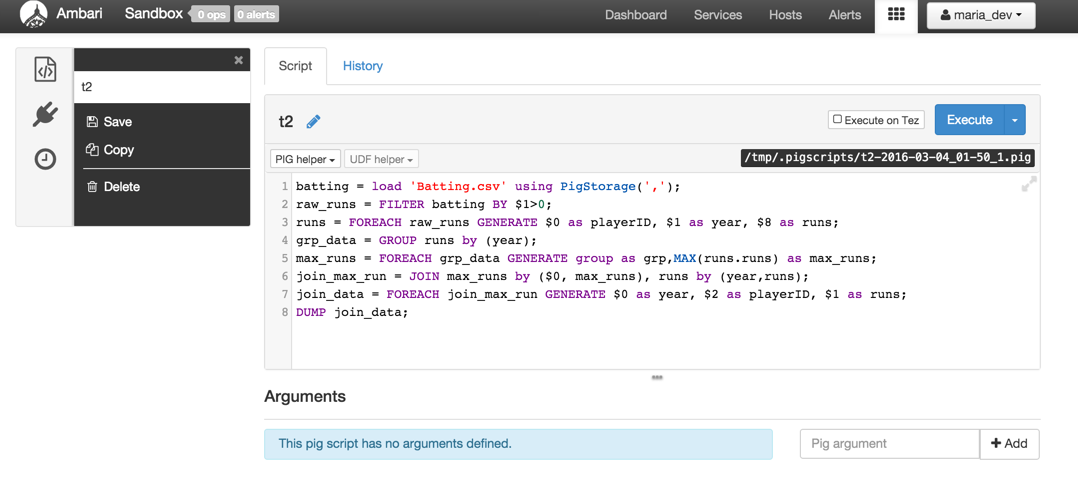 Ambari Sandbox 0 ops 0 alerts Dashboard Services Hosts Alerts maria_dev
t2
Save
Copy
Delete
Script History
t2 Execute on Tez Execute
PIG helper UDF helper /tmp/.pigscripts/t2-2016-03-04_01-50_1.pig
1 batting = load 'Batting.csv' using PigStorage(',');
2 raw_runs = FILTER batting BY $1>0;
3 runs = FOREACH raw_runs GENERATE $0 as playerID, $1 as year, $8 as runs;
4 grp_data = GROUP runs by (year);
5 max_runs = FOREACH grp_data GENERATE group as grp,MAX(runs.runs) as max_runs;
6 join_max_run = JOIN max_runs by ($0, max_runs), runs by (year,runs);
7 join_data = FOREACH join_max_run GENERATE $0 as year, $2 as playerID, $1 as runs;
8 DUMP join_data;
Arguments
This pig script has no arguments defined. Pig argument + Add